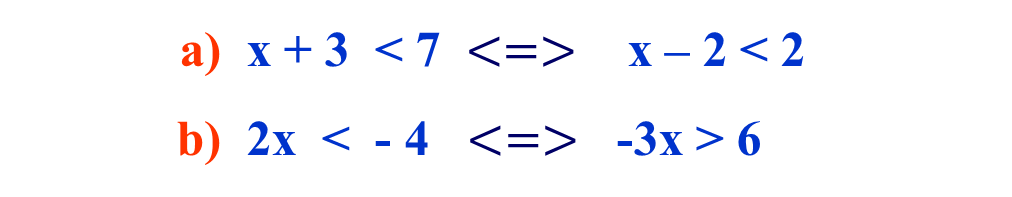 a) x + 3 < 7 <=> x – 2 < 2
b) 2x < - 4 <=> -3x > 6